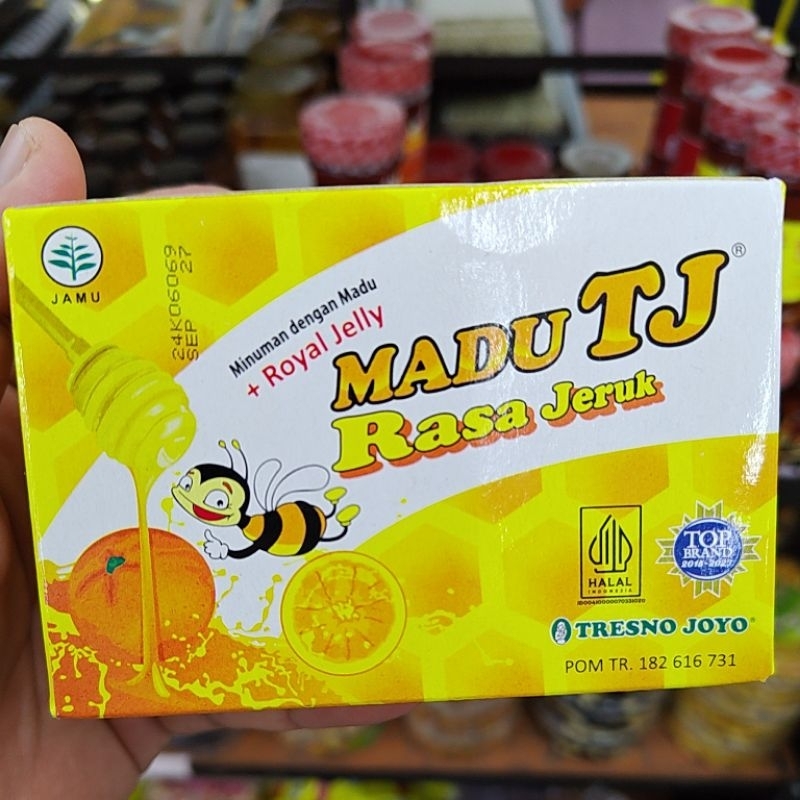 JAMU
24K06069
SEP 27
Minuman dengan Madu
+ Royal Jelly
MADU TJ®
Rasa Jeruk
HALAL
INDONESIA
TOP
BRAND
TRESNO JOYO®
POM TR. 182 616 731